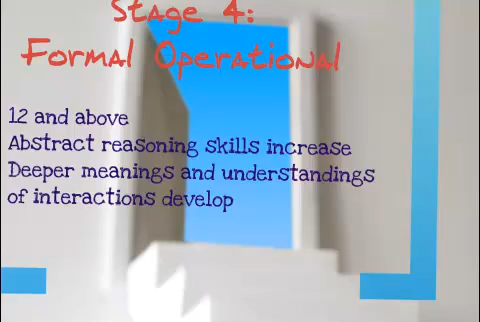 Stage 4:
Formal Operational
12 and above
Abstract reasoning skills increase
Deeper meanings and understandings
of interactions develop